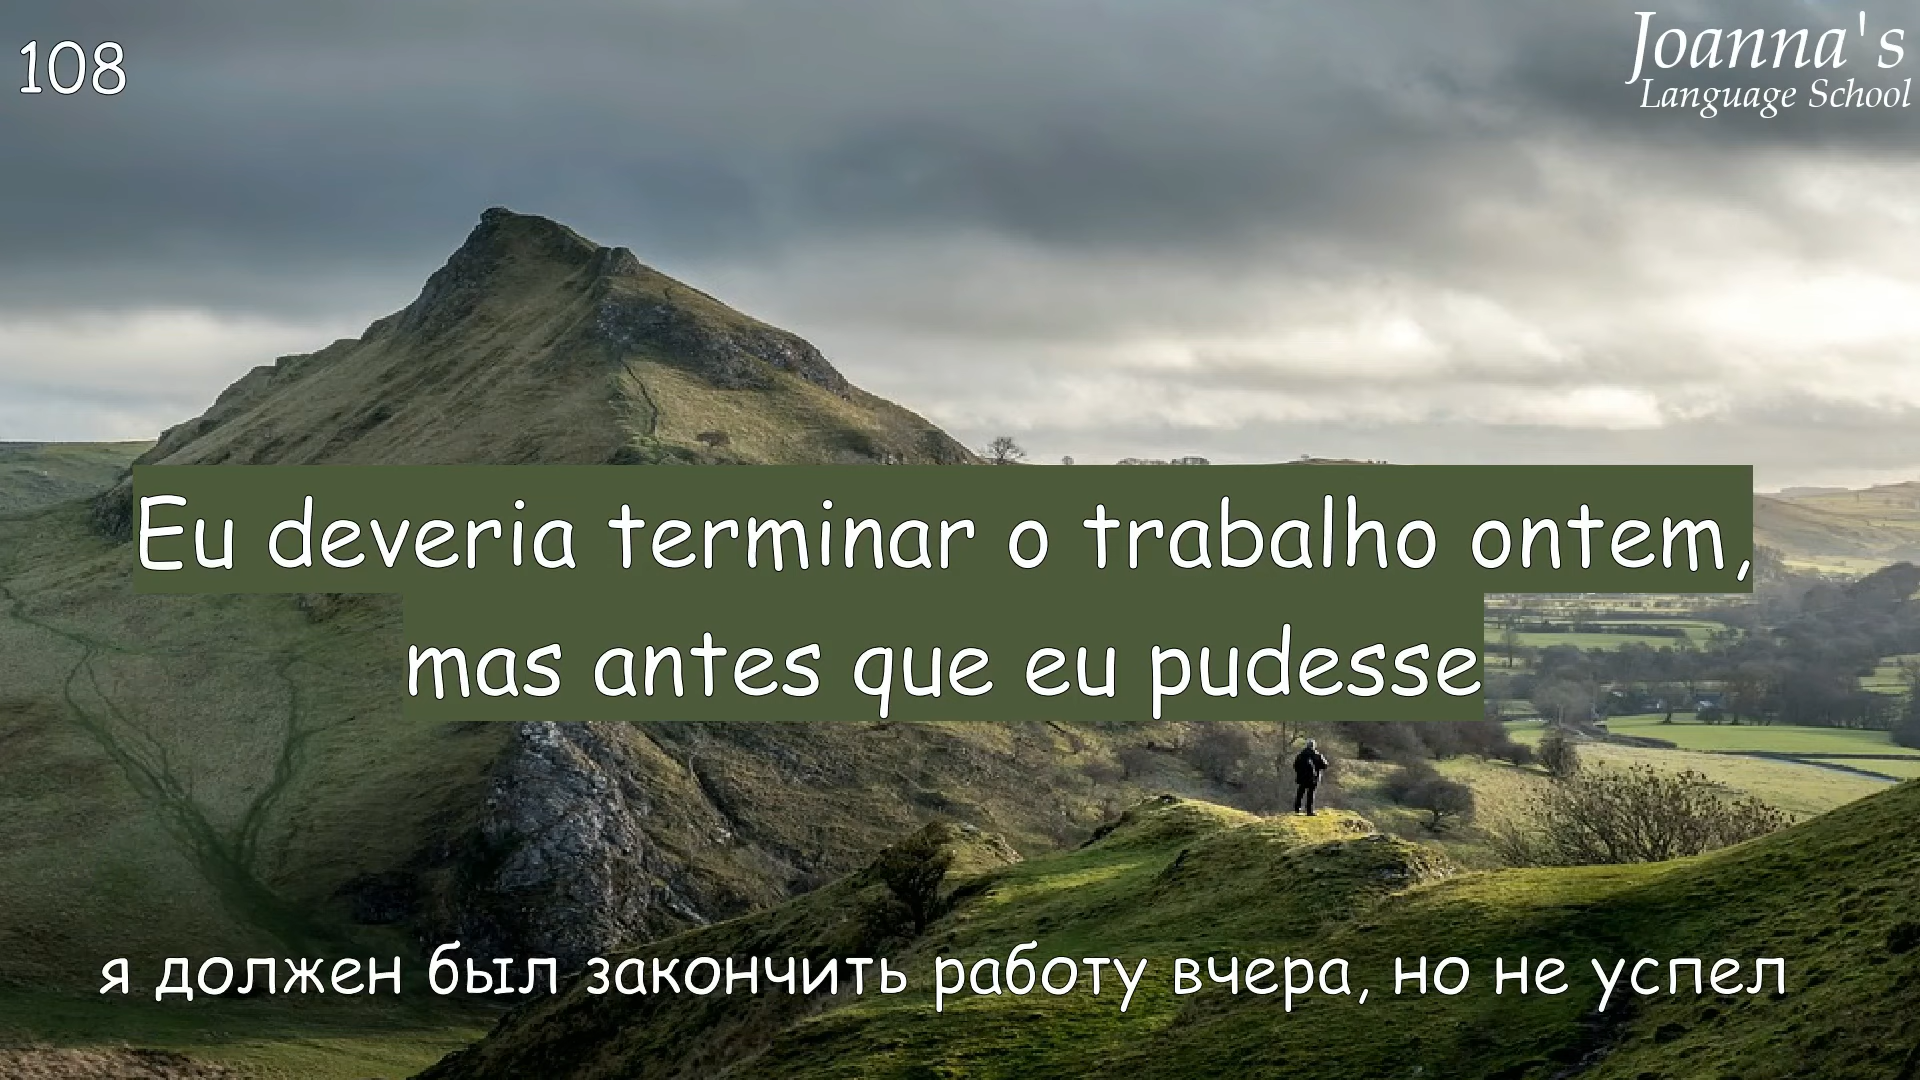 108
Joanna's
Language School
Eu deveria terminar o trabalho ontem,
mas antes que eu pudesse
я должен был закончить работу вчера, но не успел